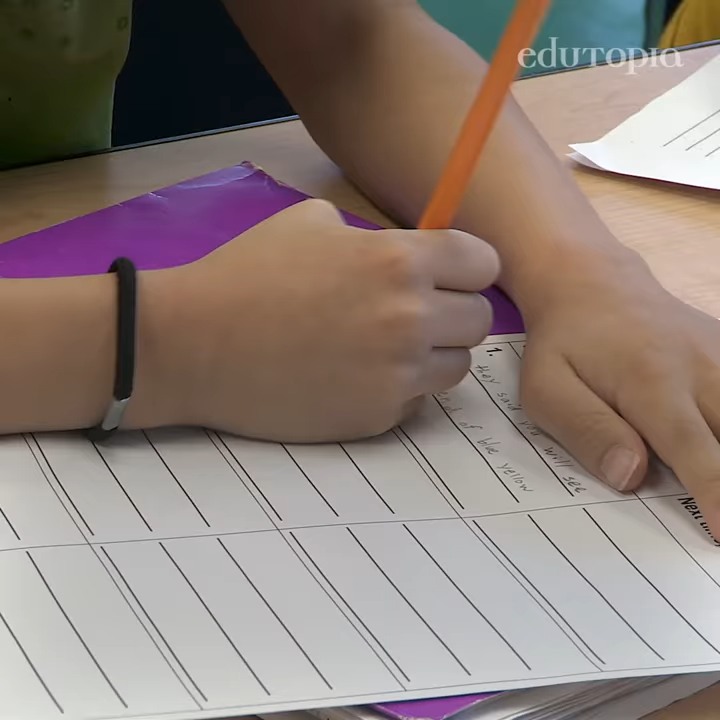 edutopia
1.
they said you will see
of blue yellow
Next